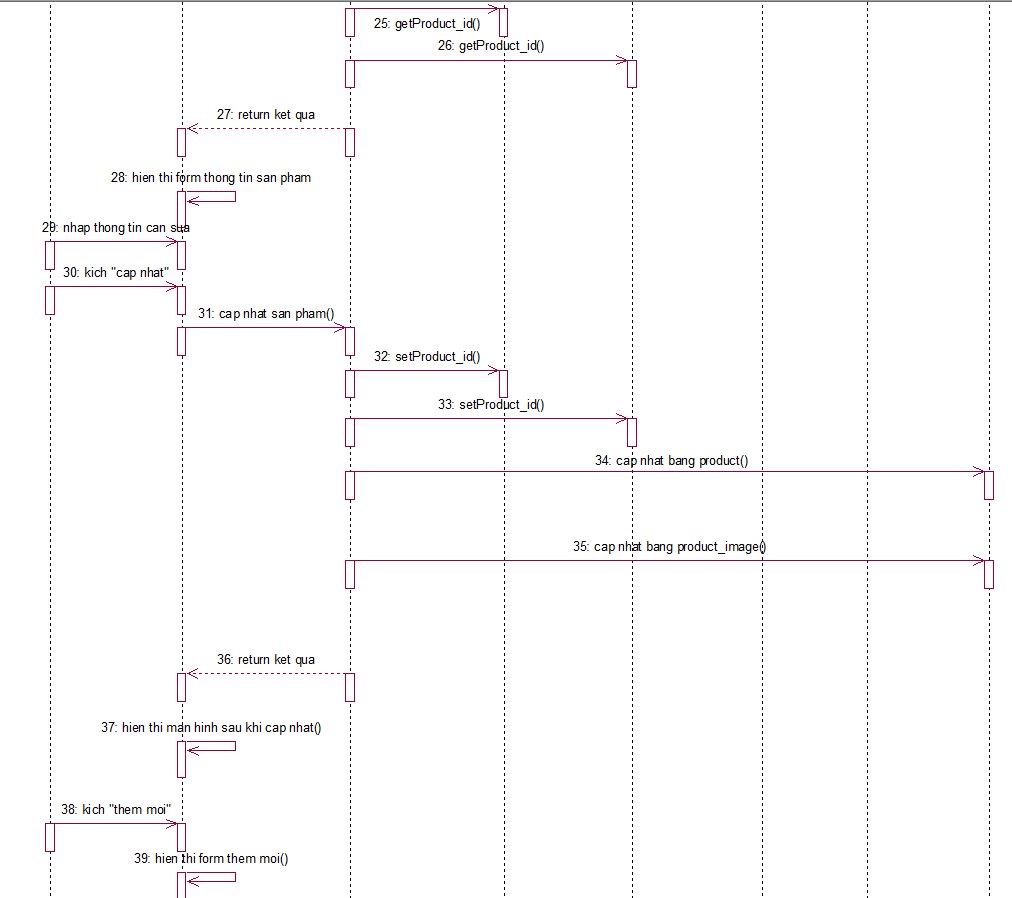 25: getProduct_id()
26: getProduct_id()
27: return ket qua
28: hien thi form thong tin san pham
29: nhap thong tin can sua
30: kich "cap nhat"
31: cap nhat san pham()
32: setProduct_id()
33: setProduct_id()
34: cap nhat bang product()
35: cap nhat bang product_image()
36: return ket qua
37: hien thi man hinh sau khi cap nhat()
38: kich "them moi"
39: hien thi form them moi()